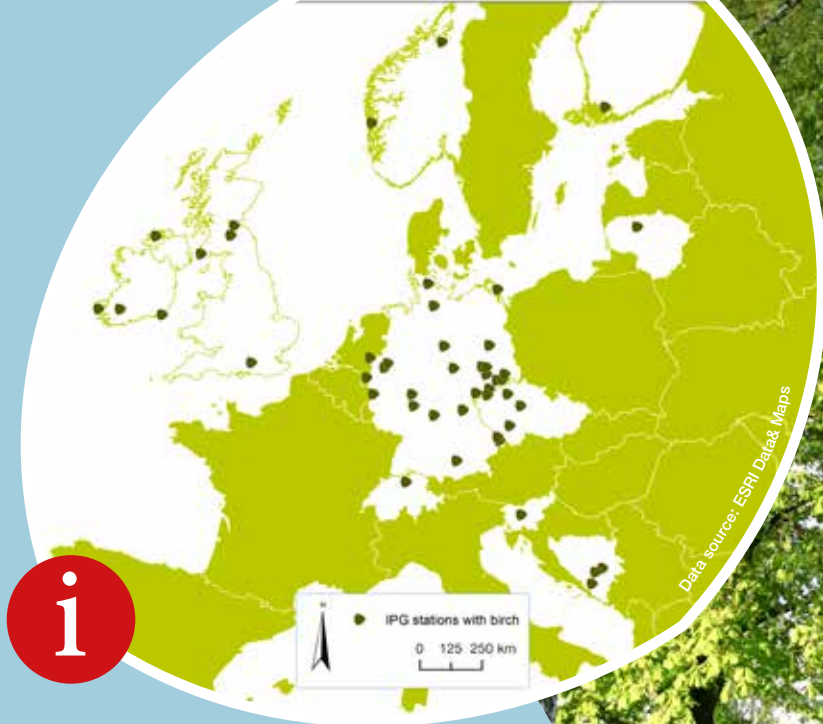 Data source: ESRI Data& Maps
i
N
IPG stations with birch
0 125 250 km